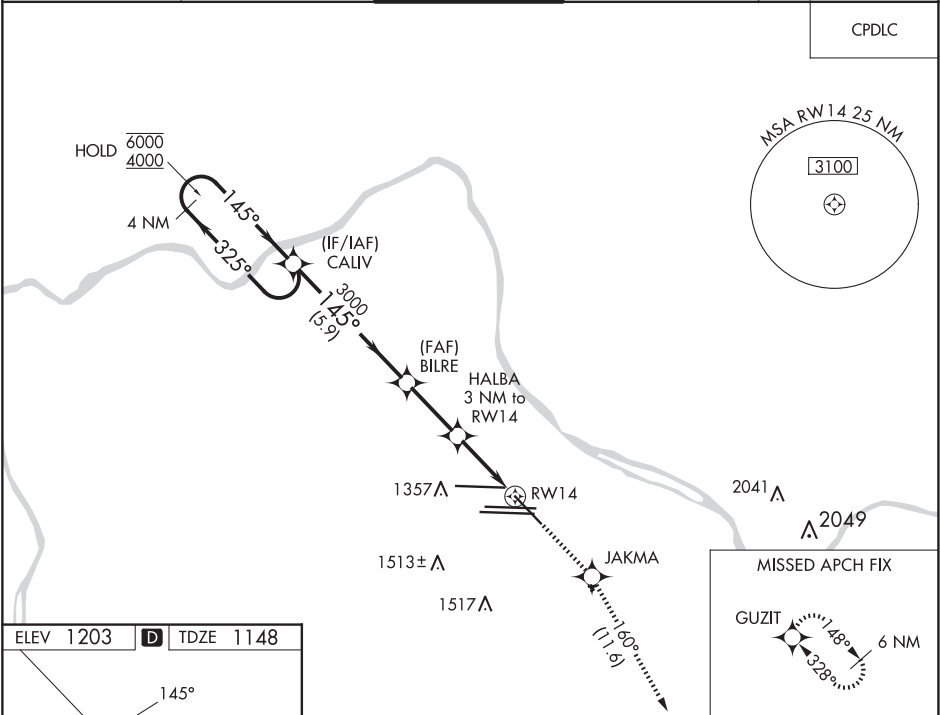 CPDLC
MSA RW14 25 NM
3100
HOLD
6000
4000
4 NM
145°
325°
(IF/IAF)
CALIV
3000
145°
(5.9)
(FAF)
BILRE
HALBA
3 NM to
RW14
1357
RW14
2041
2049
1513±
JAKMA
1517
160°
(11.6)
MISSED APCH FIX
GUZIT
148°
6 NM
328°
ELEV 1203 D TDZE 1148
145°